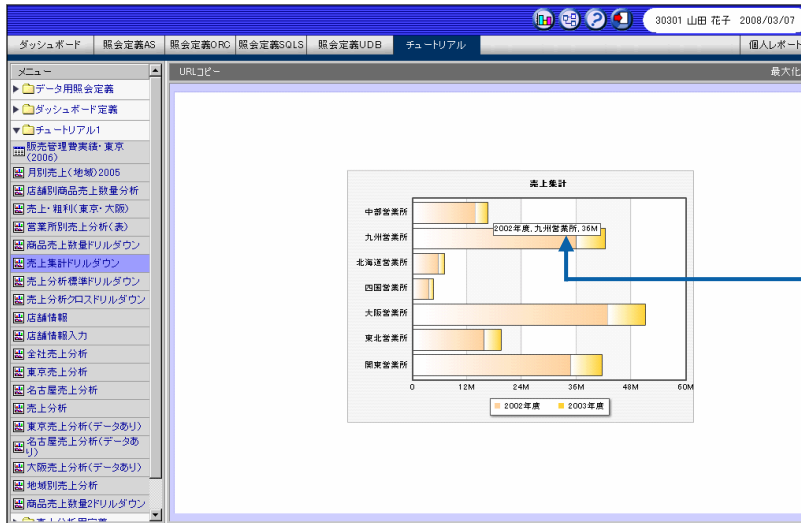 30301 山田 花子 2008/03/07
ダッシュボード 照会定義AS 照会定義ORC 照会定義SQLS 照会定義UDB チュートリアル 個人レポート
メニュー
URLコピー 最大化
データ用照会定義
ダッシュボード定義
チュートリアル1
販売管理費実績・東京
(2006)
月別売上(地域)2005
店舗別商品売上数量分析
売上・粗利(東京・大阪)
営業所別売上分析(表)
商品売上数量ドリルダウン
売上集計ドリルダウン
売上分析標準ドリルダウン
売上分析クロスドリルダウン
店舗情報
店舗情報入力
全社売上分析
東京売上分析
名古屋売上分析
売上分析
東京売上分析(データあり)
名古屋売上分析(データあ
り)
大阪売上分析(データあり)
地域別売上分析
商品売上数量2ドリルダウン
売上集計
中部営業所
九州営業所
2002年度, 九州営業所, 36M
北海道営業所
四国営業所
大阪営業所
東北営業所
関東営業所
0 12M 24M 36M 48M 60M
2002年度 2003年度